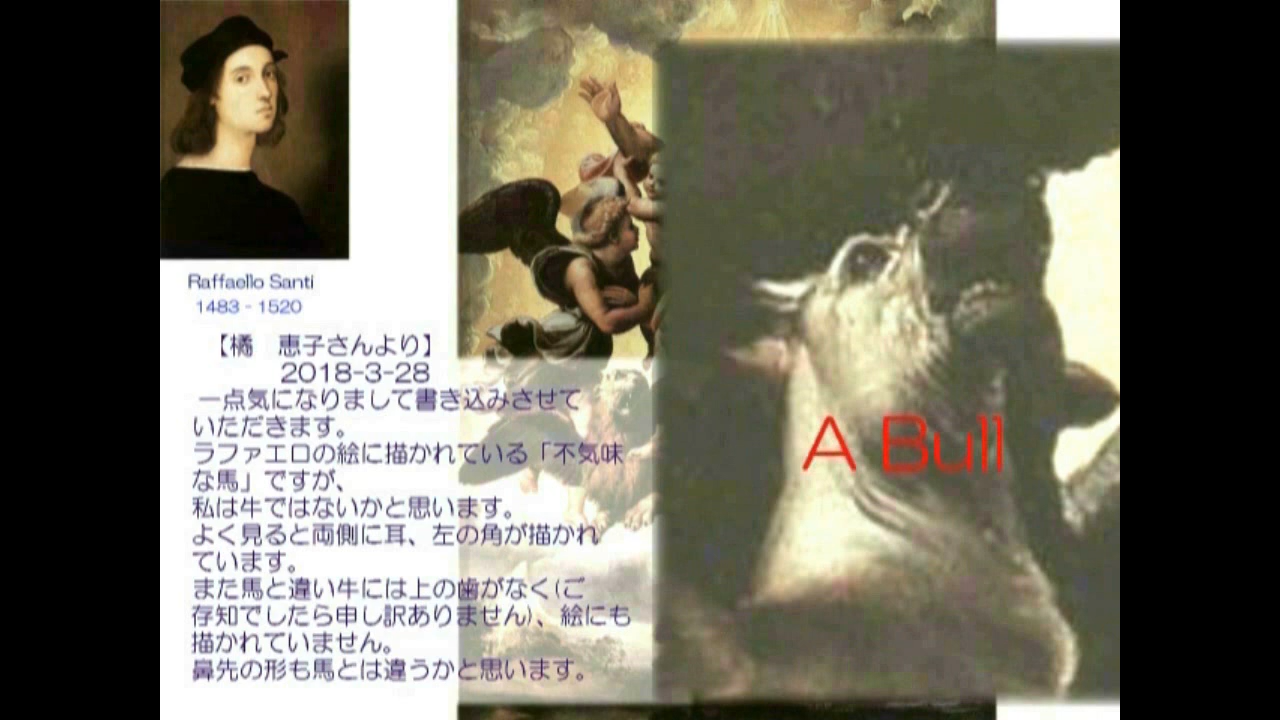 Raffaello Santi
1483 - 1520
【橘　恵子さんより】
2018-3-28
一点気になりまして書き込みさせて
いただきます。
ラファエロの絵に描かれている「不気味
な馬」ですが、
私は牛ではないかと思います。
よく見ると両側に耳、左の角が描かれ
ています。
また馬と違い牛には上の歯がなく(ご
存知でしたら申し訳ありません)、絵にも
描かれていません。
鼻先の形も馬とは違うかと思います。
A Bull